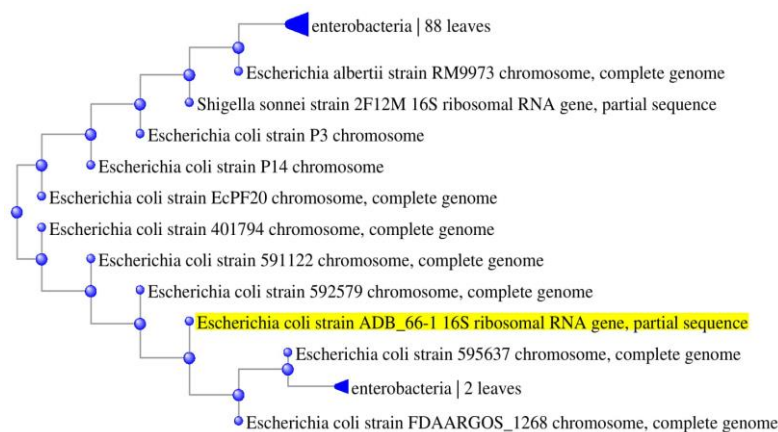 enterobacteria | 88 leaves
Escherichia albertii strain RM9973 chromosome, complete genome
Shigella sonnei strain 2F12M 16S ribosomal RNA gene, partial sequence
Escherichia coli strain P3 chromosome
Escherichia coli strain P14 chromosome
Escherichia coli strain EcPF20 chromosome, complete genome
Escherichia coli strain 401794 chromosome, complete genome
Escherichia coli strain 591122 chromosome, complete genome
Escherichia coli strain 592579 chromosome, complete genome
Escherichia coli strain ADB_66-1 16S ribosomal RNA gene, partial sequence
Escherichia coli strain 595637 chromosome, complete genome
enterobacteria | 2 leaves
Escherichia coli strain FDAARGOS_1268 chromosome, complete genome